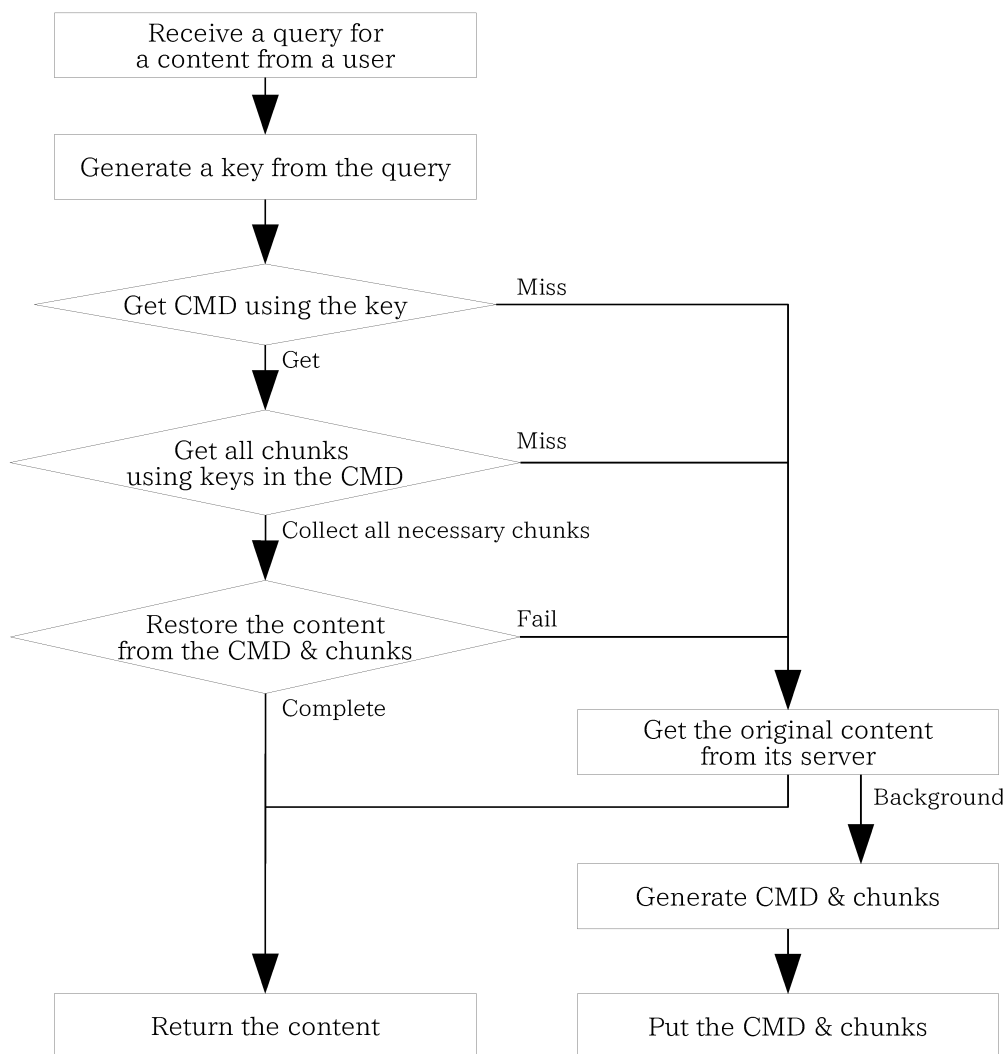 Receive a query for
a content from a user
Generate a key from the query
Get CMD using the key
Miss
Get
Get all chunks
using keys in the CMD
Miss
Collect all necessary chunks
Restore the content
from the CMD & chunks
Fail
Complete
Get the original content
from its server
Background
Generate CMD & chunks
Return the content
Put the CMD & chunks